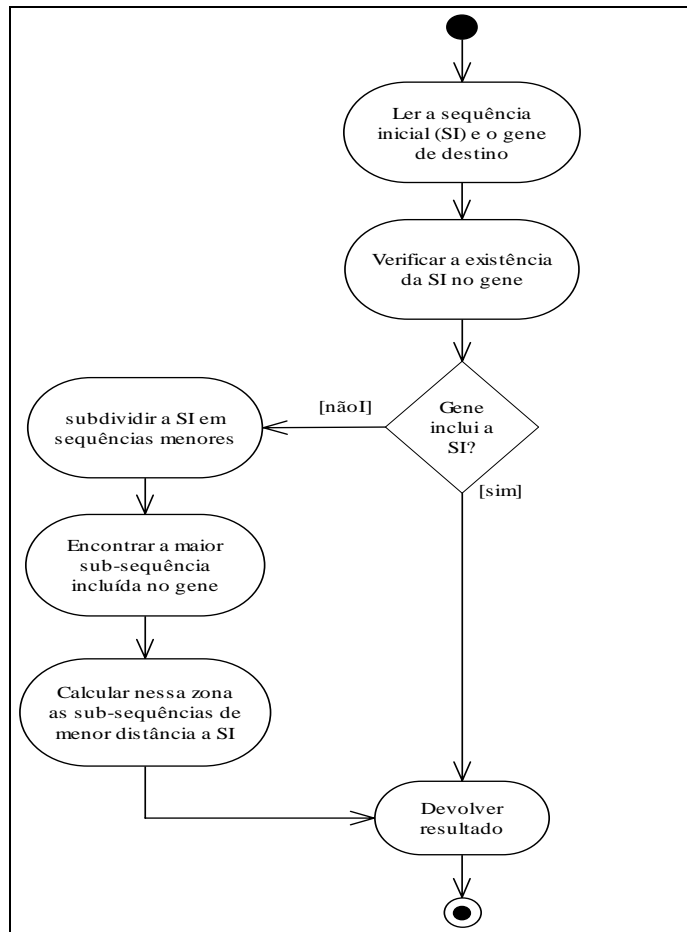 Ler a sequência
inicial (SI) e o gene
de destino
Verificar a existência
da SI no gene
Gene
inclui a
SI?
[nãoI]
[sim]
subdividir a SI em
sequências menores
Encontrar a maior
sub-sequência
incluída no gene
Calcular nessa zona
as sub-sequências de
menor distância a SI
Devolver
resultado